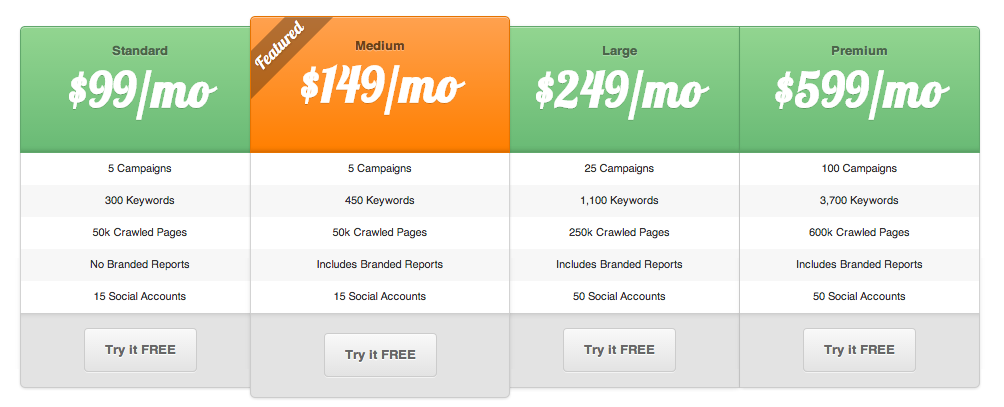 Standard
$99/mo
5 Campaigns
300 Keywords
50k Crawled Pages
No Branded Reports
15 Social Accounts
Try it FREE
Featured
Medium
$149/mo
5 Campaigns
450 Keywords
50k Crawled Pages
Includes Branded Reports
15 Social Accounts
Try it FREE
Large
$249/mo
25 Campaigns
1,100 Keywords
250k Crawled Pages
Includes Branded Reports
50 Social Accounts
Try it FREE
Premium
$599/mo
100 Campaigns
3,700 Keywords
600k Crawled Pages
Includes Branded Reports
50 Social Accounts
Try it FREE